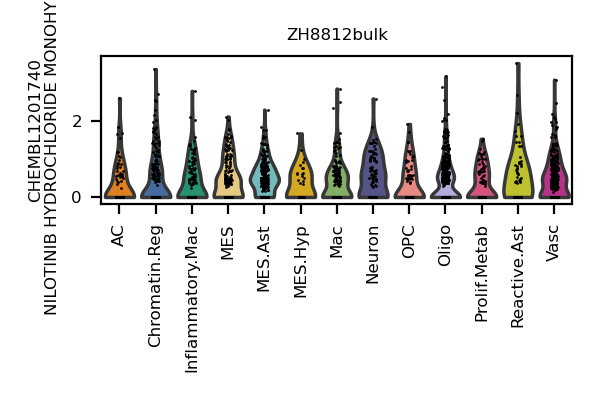 ZH8812bulk
CHEMBL1201740
NILOTINIB HYDROCHLORIDE MONOHY
2
0
AC
Chromatin.Reg
Inflammatory.Mac
MES
MES.Ast
MES.Hyp
Mac
Neuron
OPC
Oligo
Prolif.Metab
Reactive.Ast
Vasc